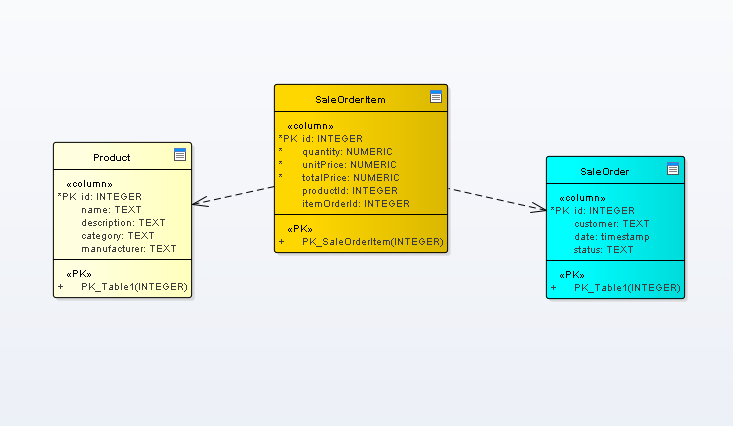 Product
«column»
*PK id: INTEGER
name: TEXT
description: TEXT
category: TEXT
manufacturer: TEXT
«PK»
+ PK_Table1(INTEGER)
SaleOrderItem
«column»
*PK id: INTEGER
* quantity: NUMERIC
* unitPrice: NUMERIC
* totalPrice: NUMERIC
productId: INTEGER
itemOrderId: INTEGER
«PK»
+ PK_SaleOrderItem(INTEGER)
SaleOrder
«column»
*PK id: INTEGER
customer: TEXT
date: timestamp
status: TEXT
«PK»
+ PK_Table1(INTEGER)